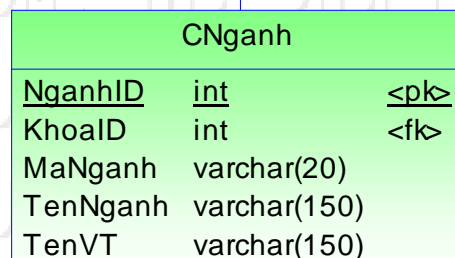 CNganh
NganhID int <pk>
KhoaID int <fk>
MaNganh varchar(20)
TenNganh varchar(150)
TenVT varchar(150)